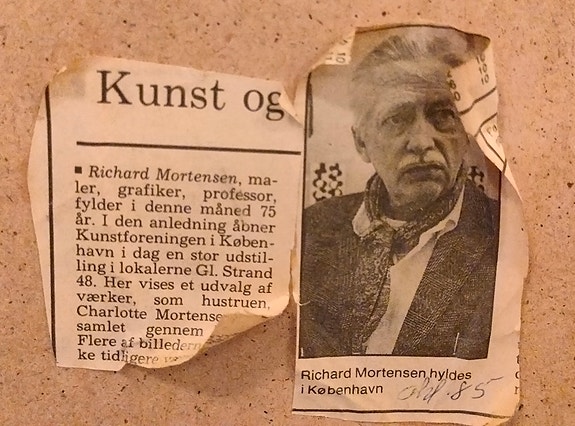 Kunst og
▪ Richard Mortensen, ma-
ler, grafiker, professor,
fylder i denne måned 75
år. I den anledning åbner
Kunstforeningen i Køben-
havn i dag en stor udstil-
ling i lokalerne Gl. Strand
48. Her vises et udvalg af
værker, som hustruen,
Charlotte Mortense
samlet gennem
Flere af billedern
ke tidligere
Richard Mortensen hyldes
i København
85